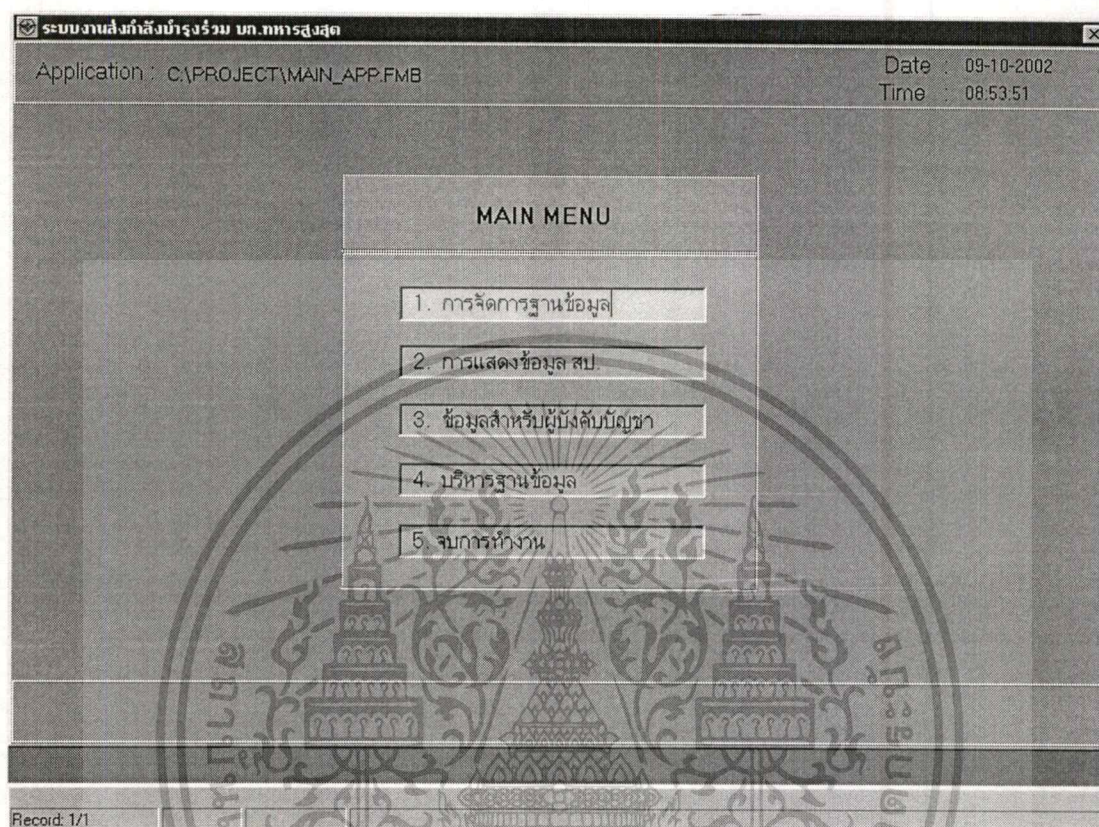 ระบบงานส่งกำลังบำรุงร่วม บก.ทหารสูงสุด
Application : C:\PROJECT\MAIN_APP.FMB
Date : 09-10-2002
Time : 08:53:51
MAIN MENU
1. การจัดการฐานข้อมูล
2. การแสดงข้อมูล สป.
3. ข้อมูลสำหรับผู้บังคับบัญชา
4. บริหารฐานข้อมูล
5. จบการทำงาน
Record: 1/1